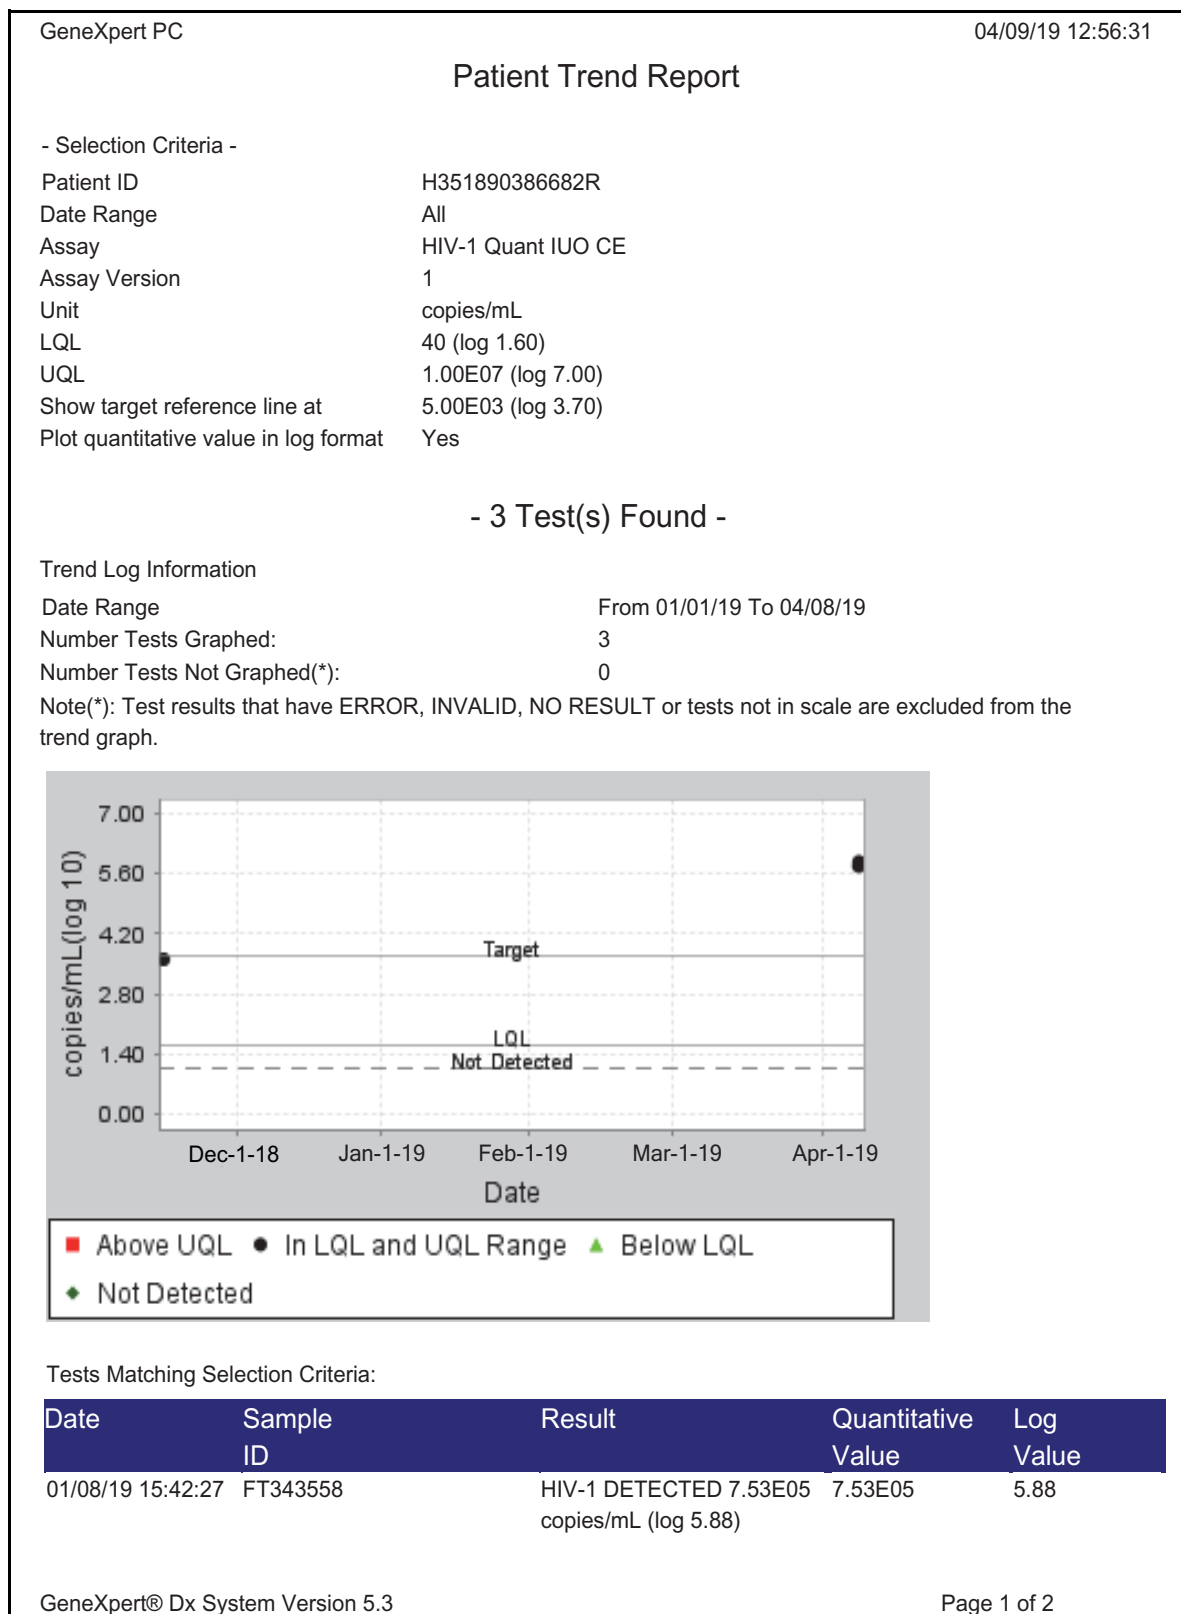 GeneXpert PC 04/09/19 12:56:31
Patient Trend Report
- Selection Criteria -
Patient ID H351890386682R
Date Range All
Assay HIV-1 Quant IUO CE
Assay Version 1
Unit copies/mL
LQL 40 (log 1.60)
UQL 1.00E07 (log 7.00)
Show target reference line at 5.00E03 (log 3.70)
Plot quantitative value in log format Yes
- 3 Test(s) Found -
Trend Log Information
Date Range From 01/01/19 To 04/08/19
Number Tests Graphed: 3
Number Tests Not Graphed(*): 0
Note(*): Test results that have ERROR, INVALID, NO RESULT or tests not in scale are excluded from the
trend graph.
copies/mL(log 10)
7.00
5.60
4.20
Target
2.80
LQL
1.40
Not Detected
0.00
Dec-1-18 Jan-1-19 Feb-1-19 Mar-1-19 Apr-1-19
Date
Above UQL In LQL and UQL Range Below LQL
Not Detected
Tests Matching Selection Criteria:
Date Sample Result Quantitative Log
ID Value Value
01/08/19 15:42:27 FT343558 HIV-1 DETECTED 7.53E05 7.53E05 5.88
copies/mL (log 5.88)
GeneXpert® Dx System Version 5.3 Page 1 of 2